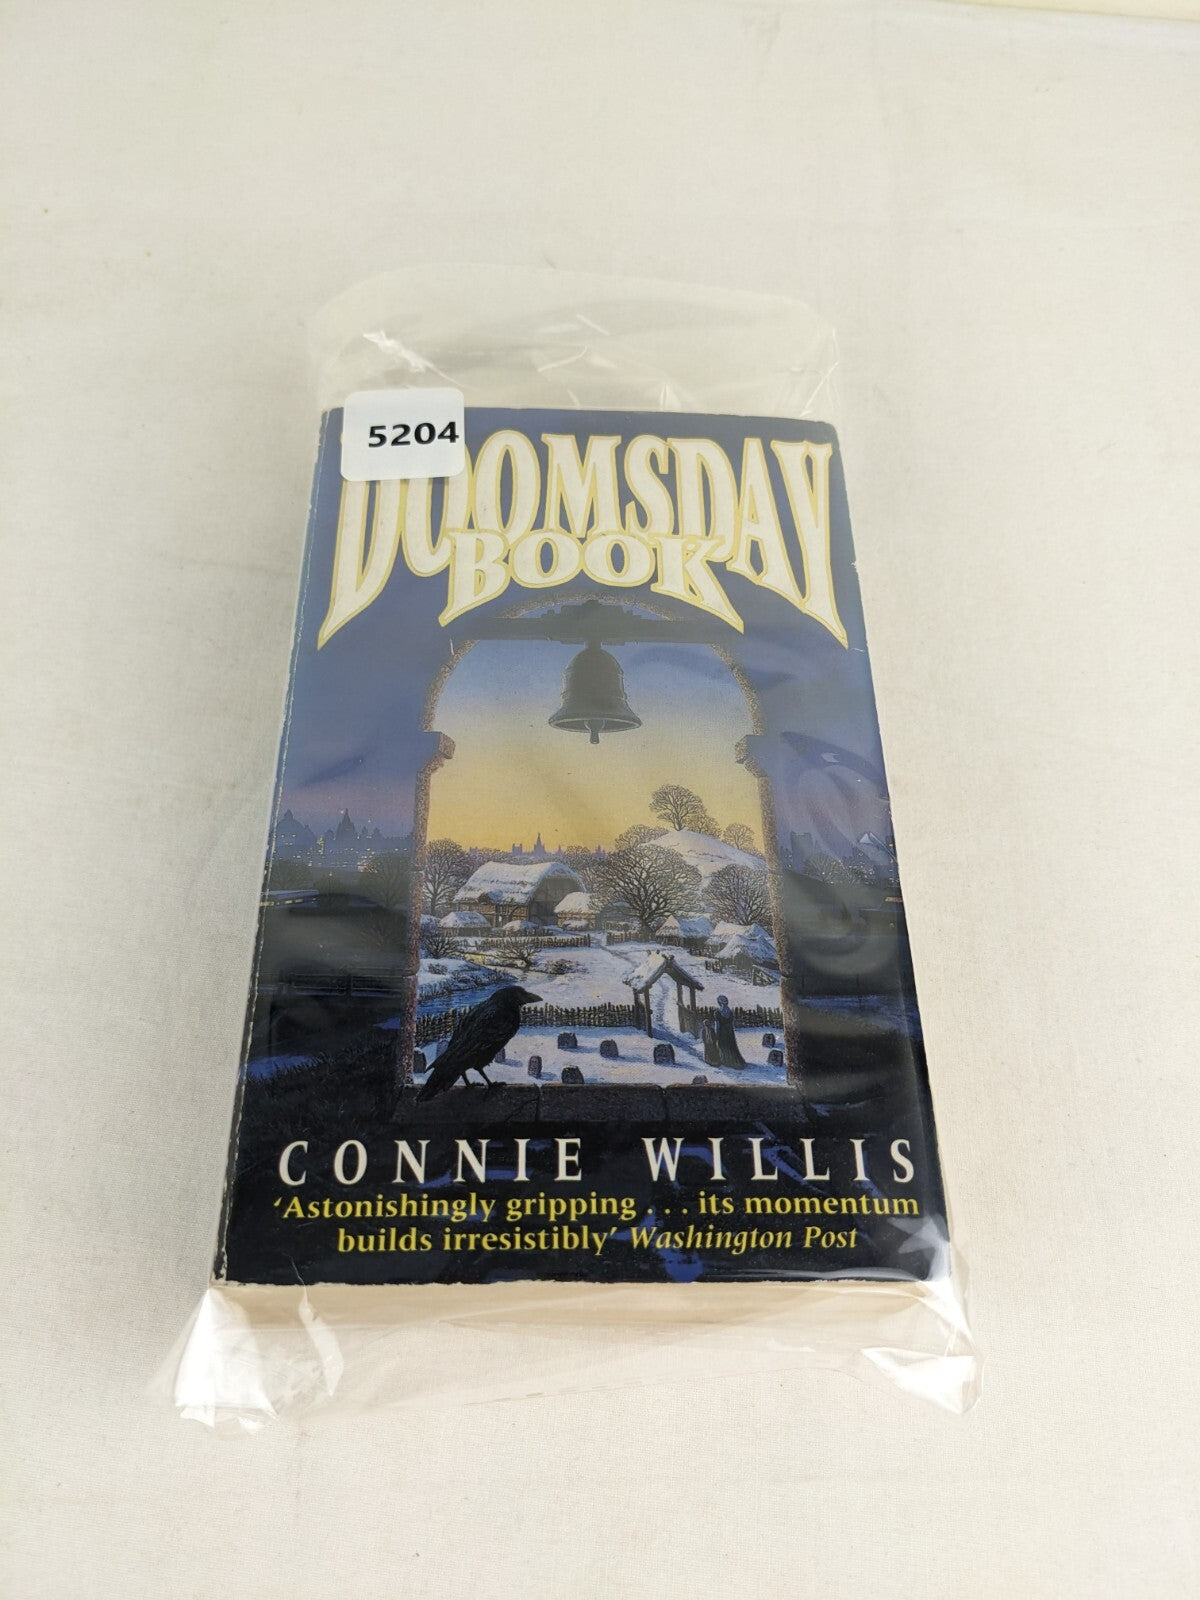 5204
DOOMSDAY
BOOK
CONNIE WILLIS
‘Astonishingly gripping . . . its momentum
builds irresistibly’ Washington Post